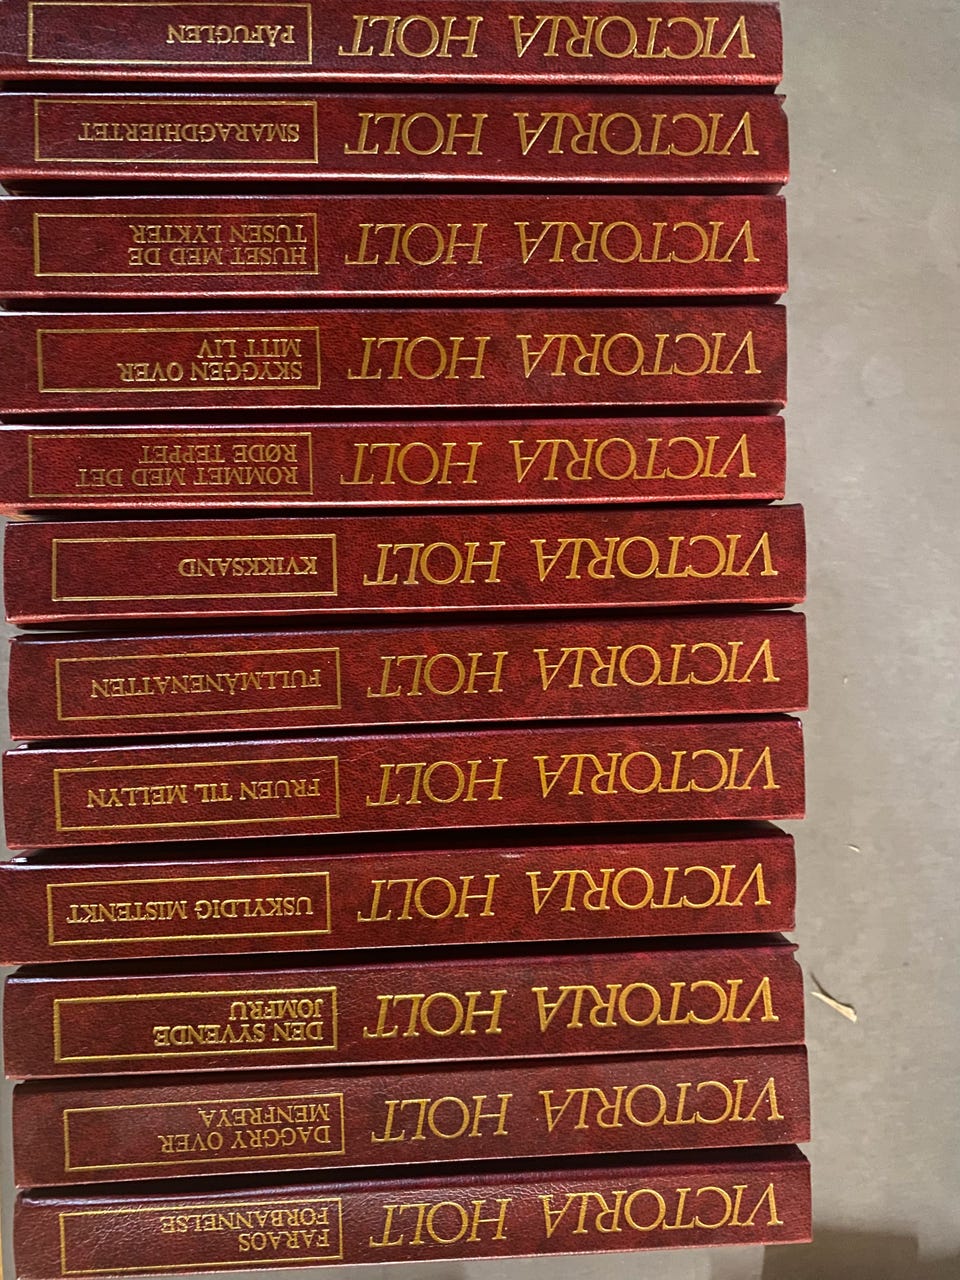 VICTORIA HOLT
FARAOS
FORBANNELSE
VICTORIA HOLT
DAGGRY OVER
MENFREYA
VICTORIA HOLT
DEN SYVENDE
JOMFRU
VICTORIA HOLT
USKYLDIG MISTENKT
VICTORIA HOLT
FRUEN TIL MELLYN
VICTORIA HOLT
FULLMÅNENATTEN
VICTORIA HOLT
KVIKKSAND
VICTORIA HOLT
ROMMET MED DET
RØDE TEPPET
VICTORIA HOLT
SKYGGEN OVER
MITT LIV
VICTORIA HOLT
HUSET MED DE
TUSEN LYKTER
VICTORIA HOLT
SMARAGDHJERTET
VICTORIA HOLT
PÅFUGLEN